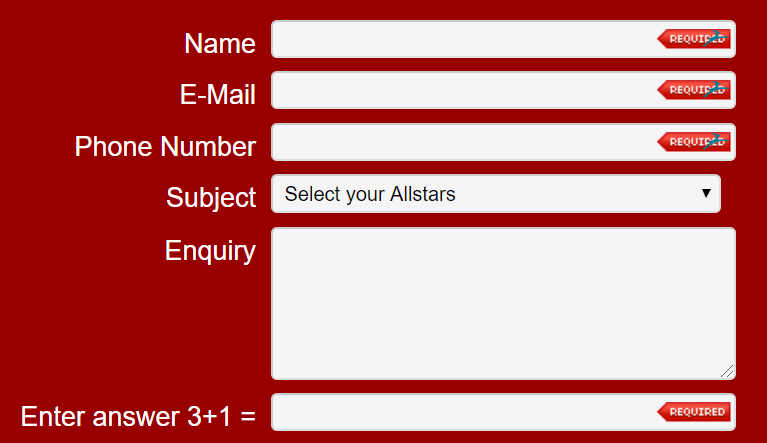 Name REQUIRED
E-Mail REQUIRED
Phone Number REQUIRED
Subject Select your Allstars
Enquiry
Enter answer 3+1 = REQUIRED